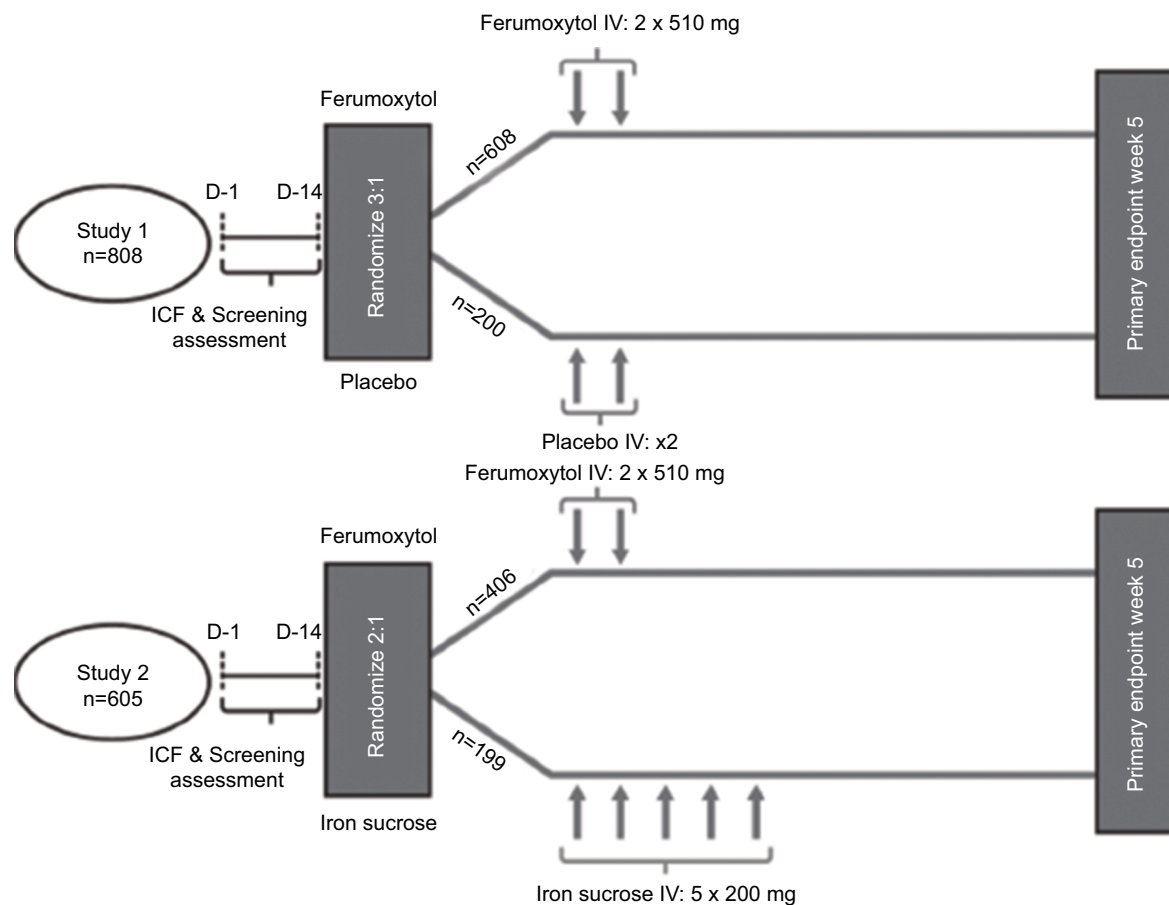 Ferumoxytol IV: 2 x 510 mg
Ferumoxytol
n=608
D-1
D-14
Study 1
n=808
Randomize 3:1
Primary endpoint week 5
ICF & Screening
assessment
n=200
Placebo
Placebo IV: x2
Ferumoxytol IV: 2 x 510 mg
Ferumoxytol
n=406
D-1
D-14
Study 2
n=605
Randomize 2:1
Primary endpoint week 5
ICF & Screening
assessment
n=199
Iron sucrose
Iron sucrose IV: 5 x 200 mg